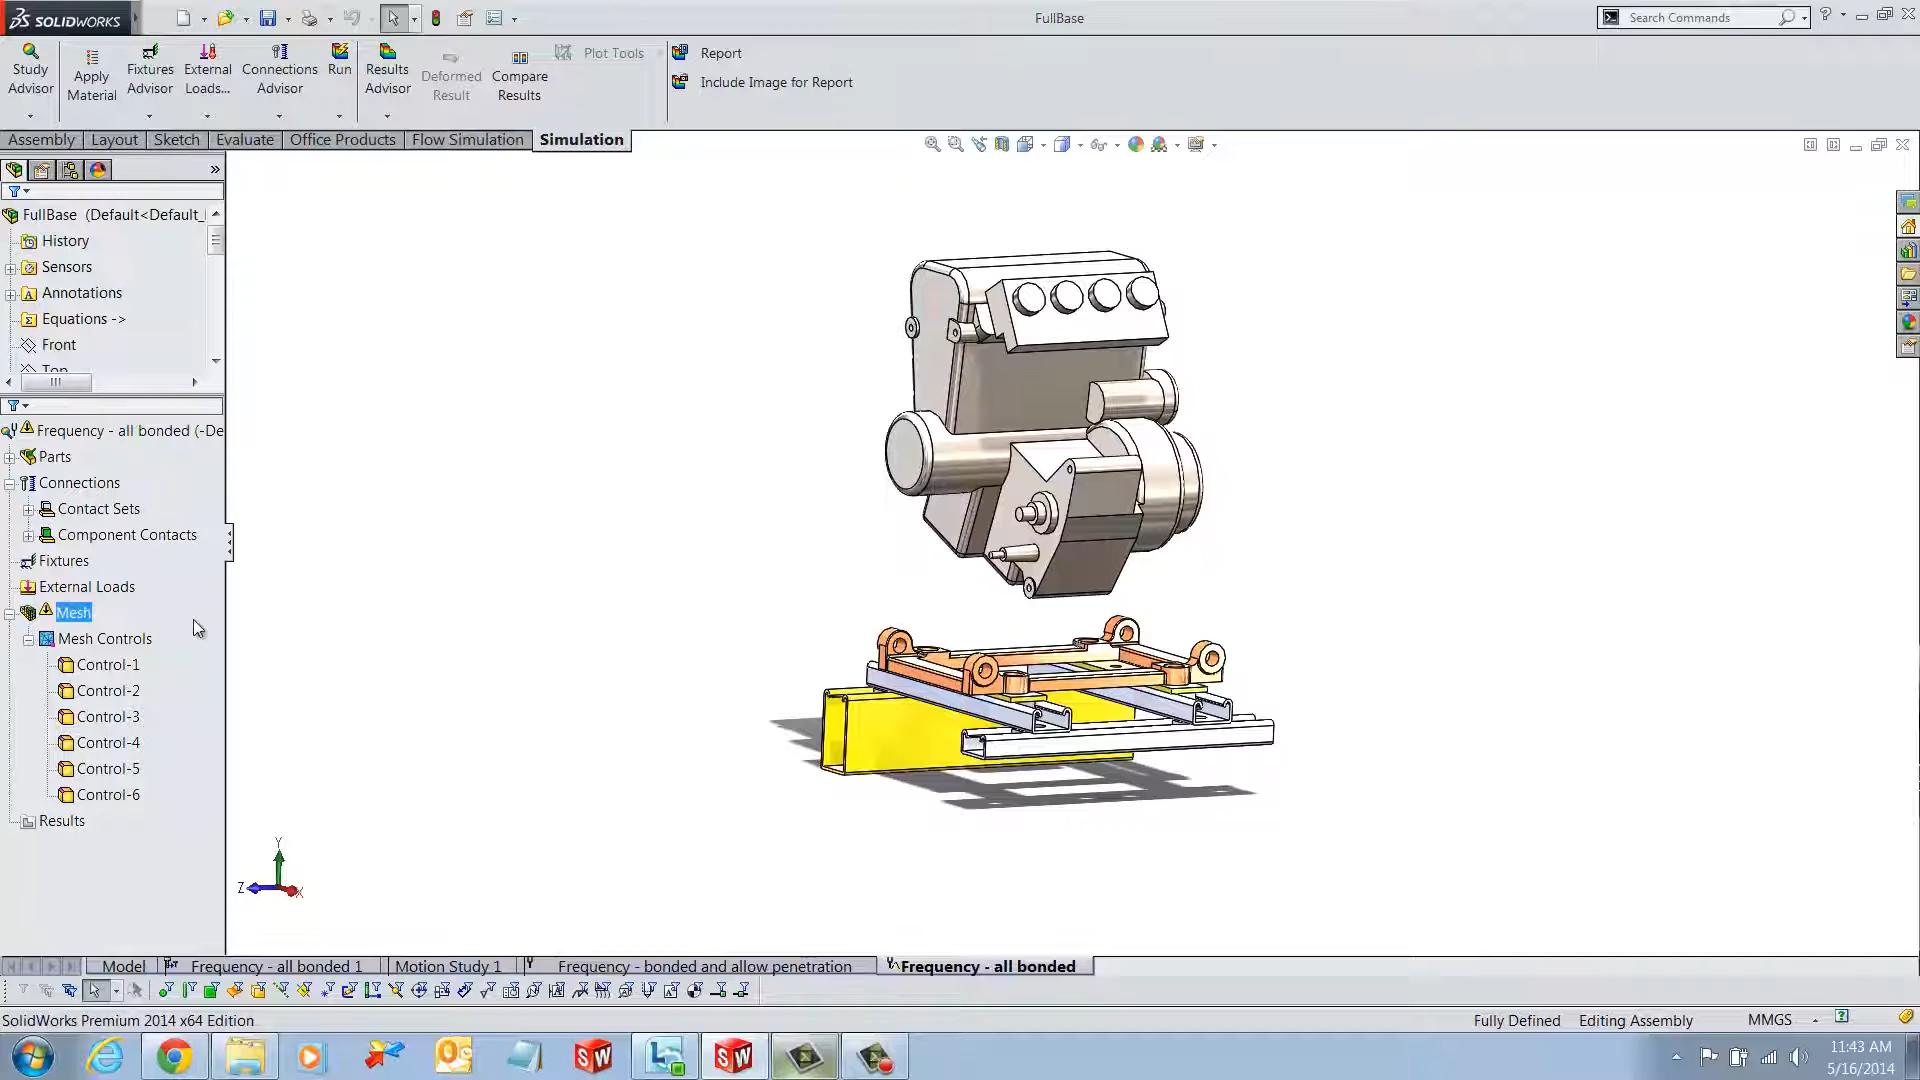 SOLIDWORKS
FullBase
Search Commands
Study Advisor
Apply Material
Fixtures Advisor
External Loads...
Connections Advisor
Run
Results Advisor
Deformed Result
Compare Results
Plot Tools
Report
Include Image for Report
Assembly Layout Sketch Evaluate Office Products Flow Simulation Simulation
FullBase (Default<Default_
History
Sensors
Annotations
Equations ->
Front
Top
Frequency - all bonded (-De
Parts
Connections
Contact Sets
Component Contacts
Fixtures
External Loads
Mesh
Mesh Controls
Control-1
Control-2
Control-3
Control-4
Control-5
Control-6
Results
Y
Z X
Model Frequency - all bonded 1 Motion Study 1 Frequency - bonded and allow penetration Frequency - all bonded
SolidWorks Premium 2014 x64 Edition
Fully Defined Editing Assembly MMGS
11:43 AM
5/16/2014